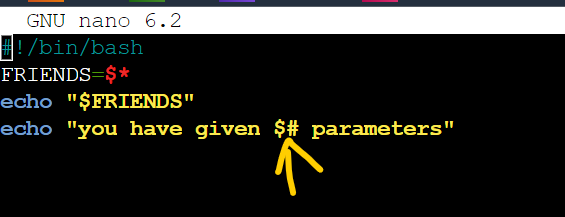 GNU nano 6.2
#!/bin/bash
FRIENDS=$*
echo "$FRIENDS"
echo "you have given $# parameters"